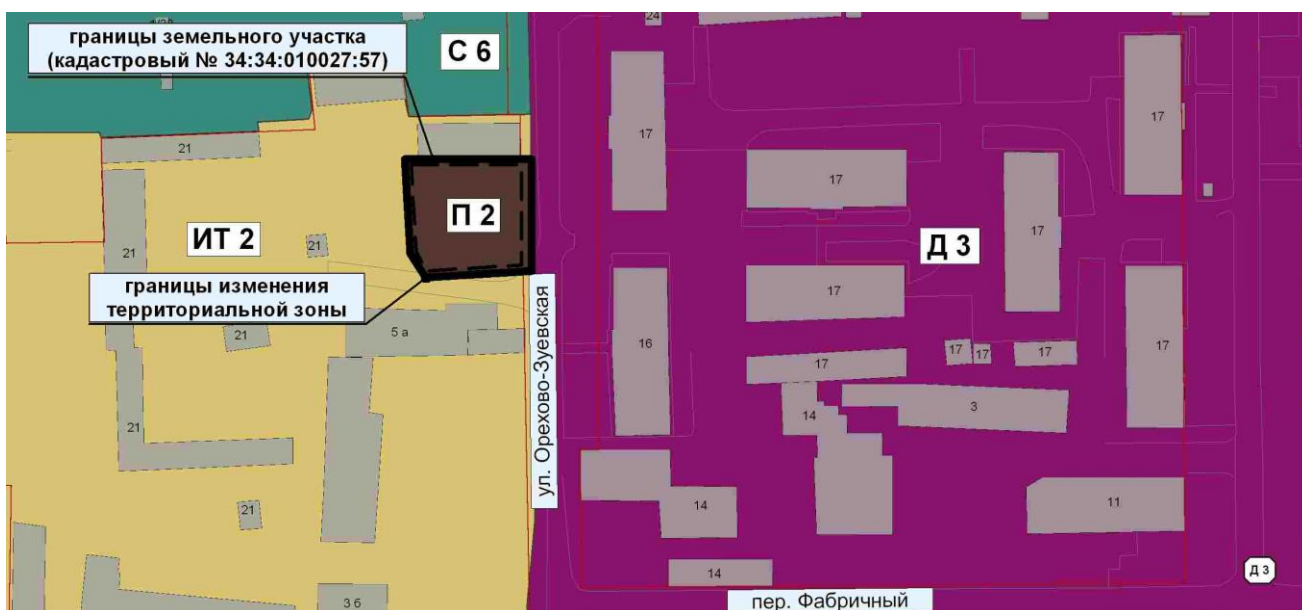 24
границы земельного участка
(кадастровый № 34:34:010027:57)
С 6
17
17
21
17
П 2
ИТ 2
21
21
17
Д 3
границы изменения
территориальной зоны
17
ул. Орехово-Зуевская
21
5 а
16
17
17
17
17
17
14
3
21
14
11
21
14
3 б
Д 3
пер. Фабричный